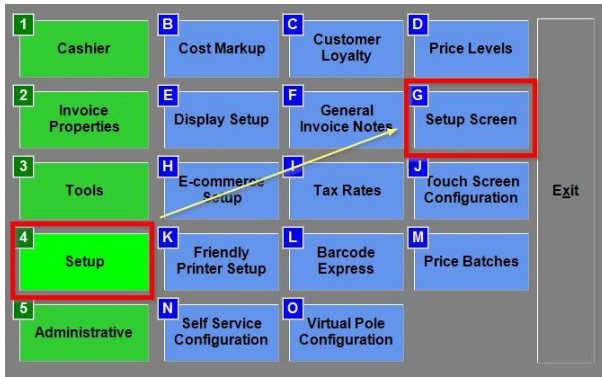 1
Cashier
B
Cost Markup
C
Customer
Loyalty
D
Price Levels
2
Invoice
Properties
E
Display Setup
F
General
Invoice Notes
G
Setup Screen
3
Tools
H
E-commerce
Setup
I
Tax Rates
J
Touch Screen
Configuration
Exit
4
Setup
K
Friendly
Printer Setup
L
Barcode
Express
M
Price Batches
5
Administrative
N
Self Service
Configuration
O
Virtual Pole
Configuration